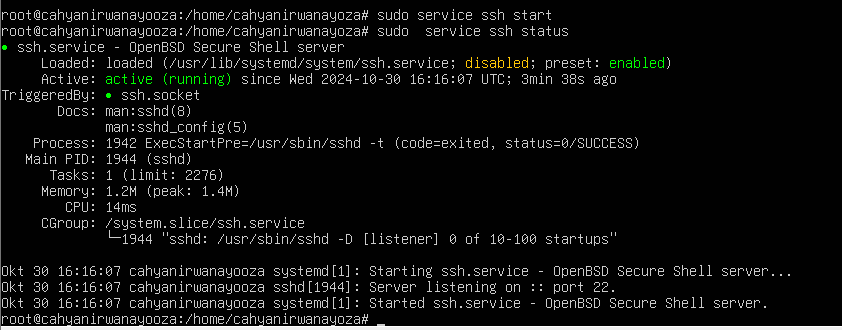 root@cahyanirwanayooza:/home/cahyanirwanayoza# sudo service ssh start
root@cahyanirwanayooza:/home/cahyanirwanayoza# sudo  service ssh status
● ssh.service - OpenBSD Secure Shell server
Loaded: loaded (/usr/lib/systemd/system/ssh.service; disabled; preset: enabled)
Active: active (running) since Wed 2024-10-30 16:16:07 UTC; 3min 38s ago
TriggeredBy: ● ssh.socket
Docs: man:sshd(8)
man:sshd_config(5)
Process: 1942 ExecStartPre=/usr/sbin/sshd -t (code=exited, status=0/SUCCESS)
Main PID: 1944 (sshd)
Tasks: 1 (limit: 2276)
Memory: 1.2M (peak: 1.4M)
CPU: 14ms
CGroup: /system.slice/ssh.service
└─1944 "sshd: /usr/sbin/sshd -D [listener] 0 of 10-100 startups"
Okt 30 16:16:07 cahyanirwanayooza systemd[1]: Starting ssh.service - OpenBSD Secure Shell server...
Okt 30 16:16:07 cahyanirwanayooza sshd[1944]: Server listening on :: port 22.
Okt 30 16:16:07 cahyanirwanayooza systemd[1]: Started ssh.service - OpenBSD Secure Shell server.
root@cahyanirwanayooza:/home/cahyanirwanayoza# _